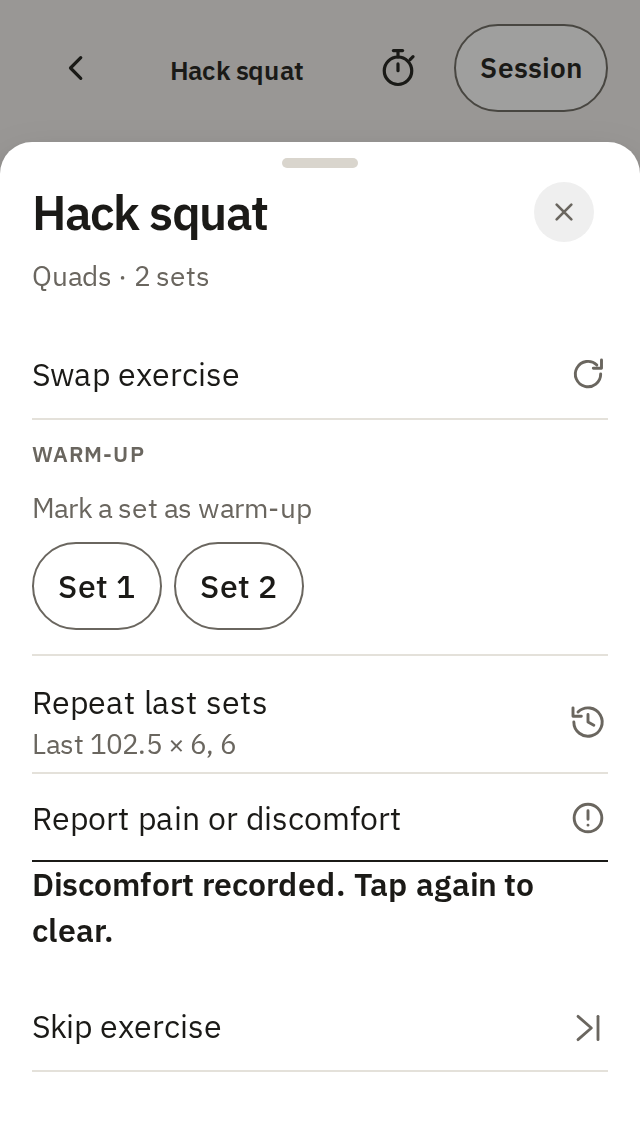 Hack squat
Session
Hack squat
Quads · 2 sets
Swap exercise
WARM-UP
Mark a set as warm-up
Set 1
Set 2
Repeat last sets
Last 102.5 × 6, 6
Report pain or discomfort
Discomfort recorded. Tap again to
clear.
Skip exercise